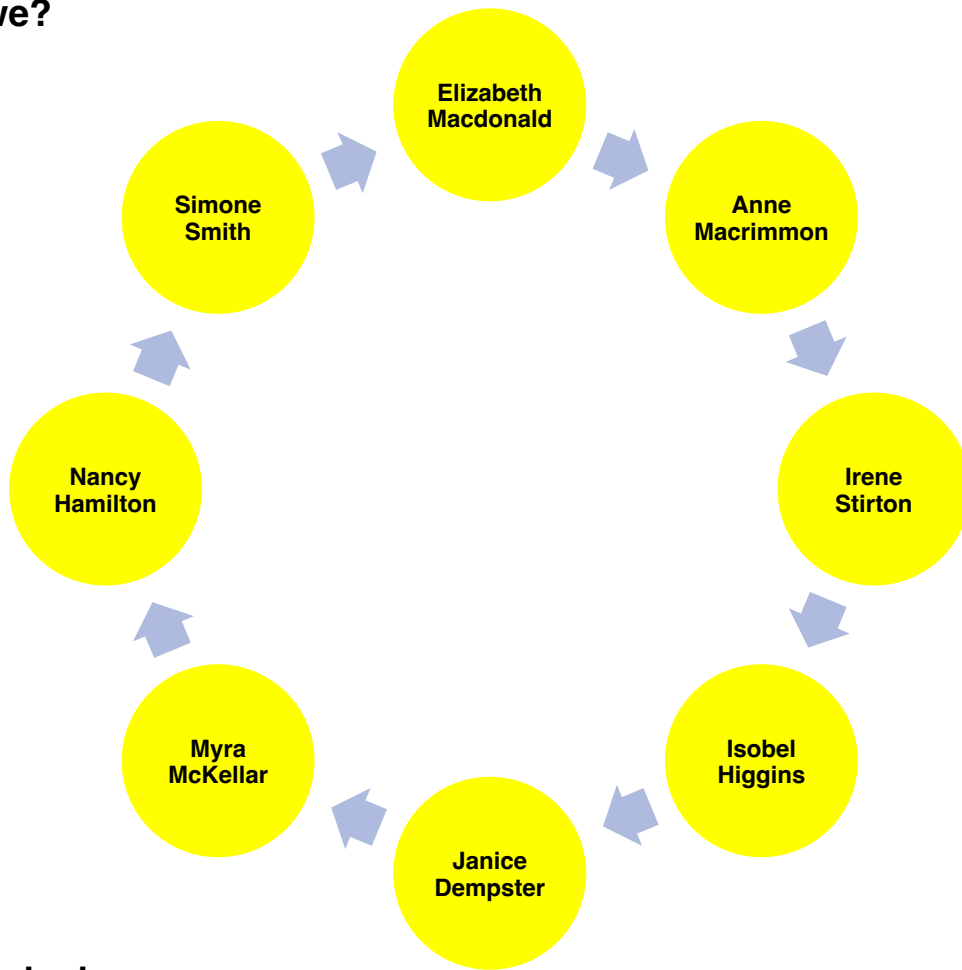 we?
Elizabeth
Macdonald
Anne
Macrimmon
Irene
Stirton
Isobel
Higgins
Janice
Dempster
Myra
McKellar
Nancy
Hamilton
Simone
Smith